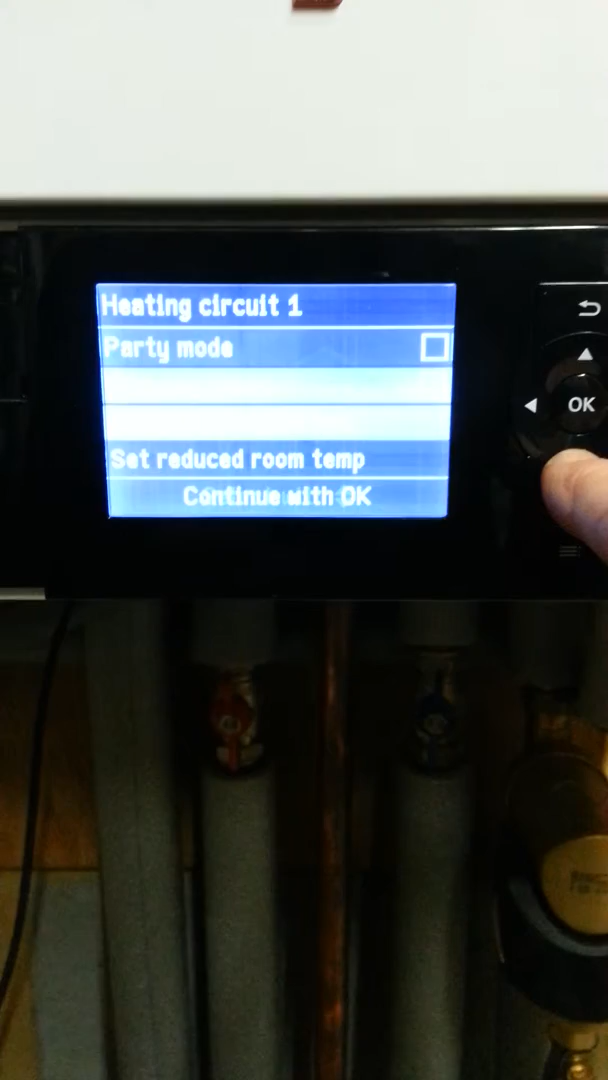 Heating circuit 1
Party mode
Set reduced room temp
Continue with OK
OK